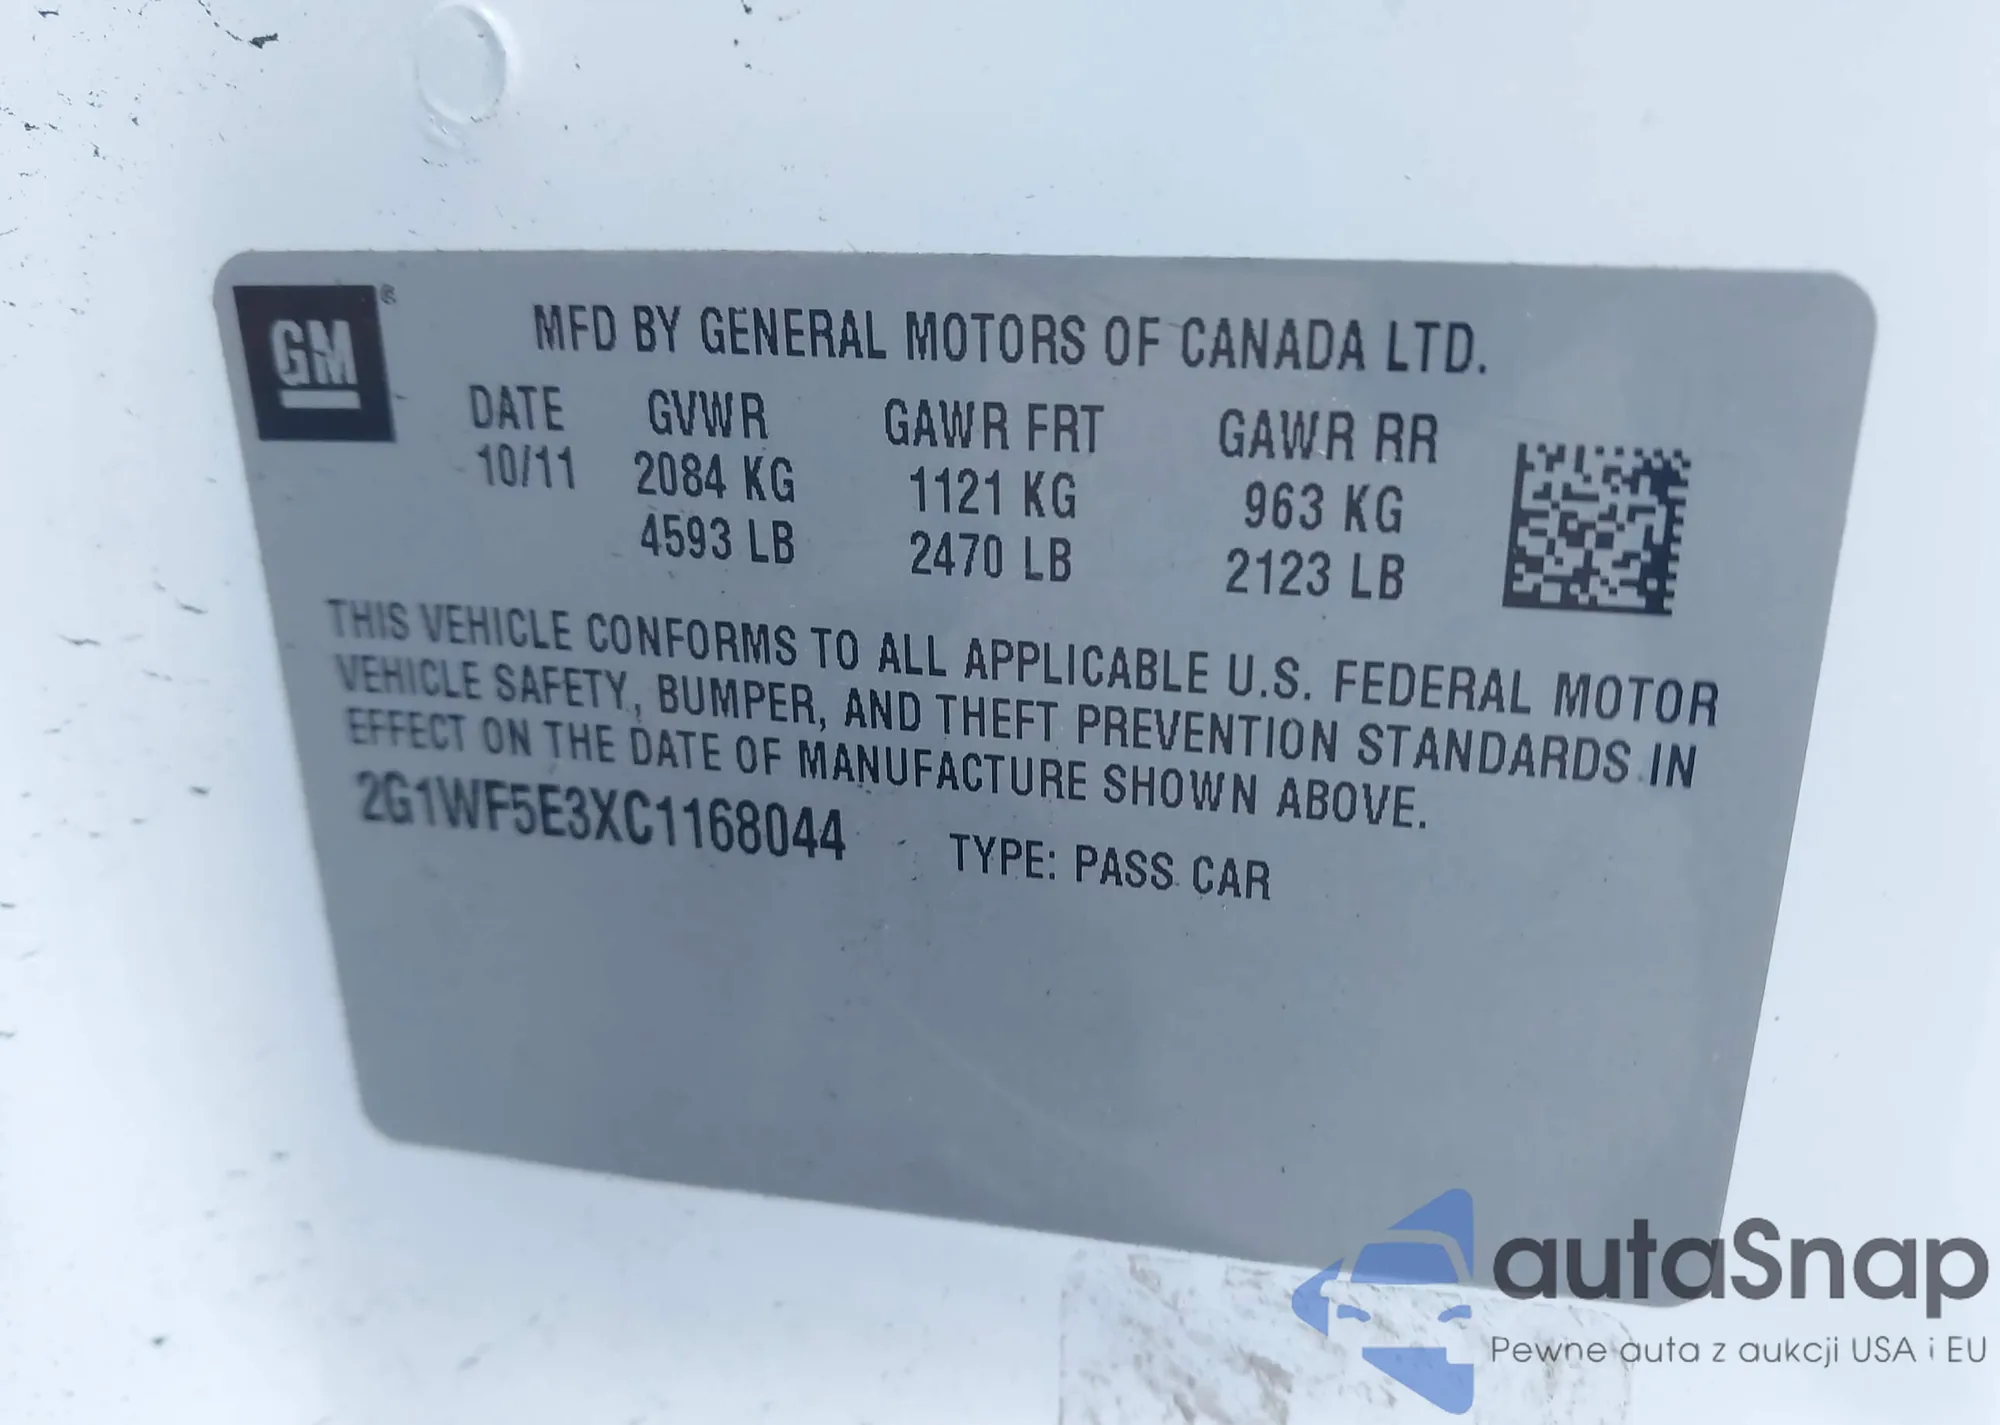 GM ®
MFD BY GENERAL MOTORS OF CANADA LTD.
DATE GVWR GAWR FRT GAWR RR
10/11 2084 KG 1121 KG 963 KG
4593 LB 2470 LB 2123 LB
THIS VEHICLE CONFORMS TO ALL APPLICABLE U.S. FEDERAL MOTOR
VEHICLE SAFETY, BUMPER, AND THEFT PREVENTION STANDARDS IN
EFFECT ON THE DATE OF MANUFACTURE SHOWN ABOVE.
2G1WF5E3XC1168044 TYPE: PASS CAR
autaSnap
Pewne auta z aukcji USA i EU